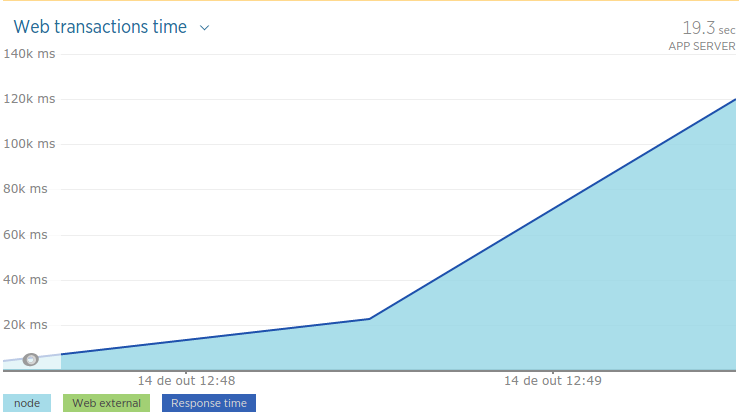 Web transactions time
19.3 sec
APP SERVER
140k ms
120k ms
100k ms
80k ms
60k ms
40k ms
20k ms
14 de out 12:48
14 de out 12:49
node
Web external
Response time